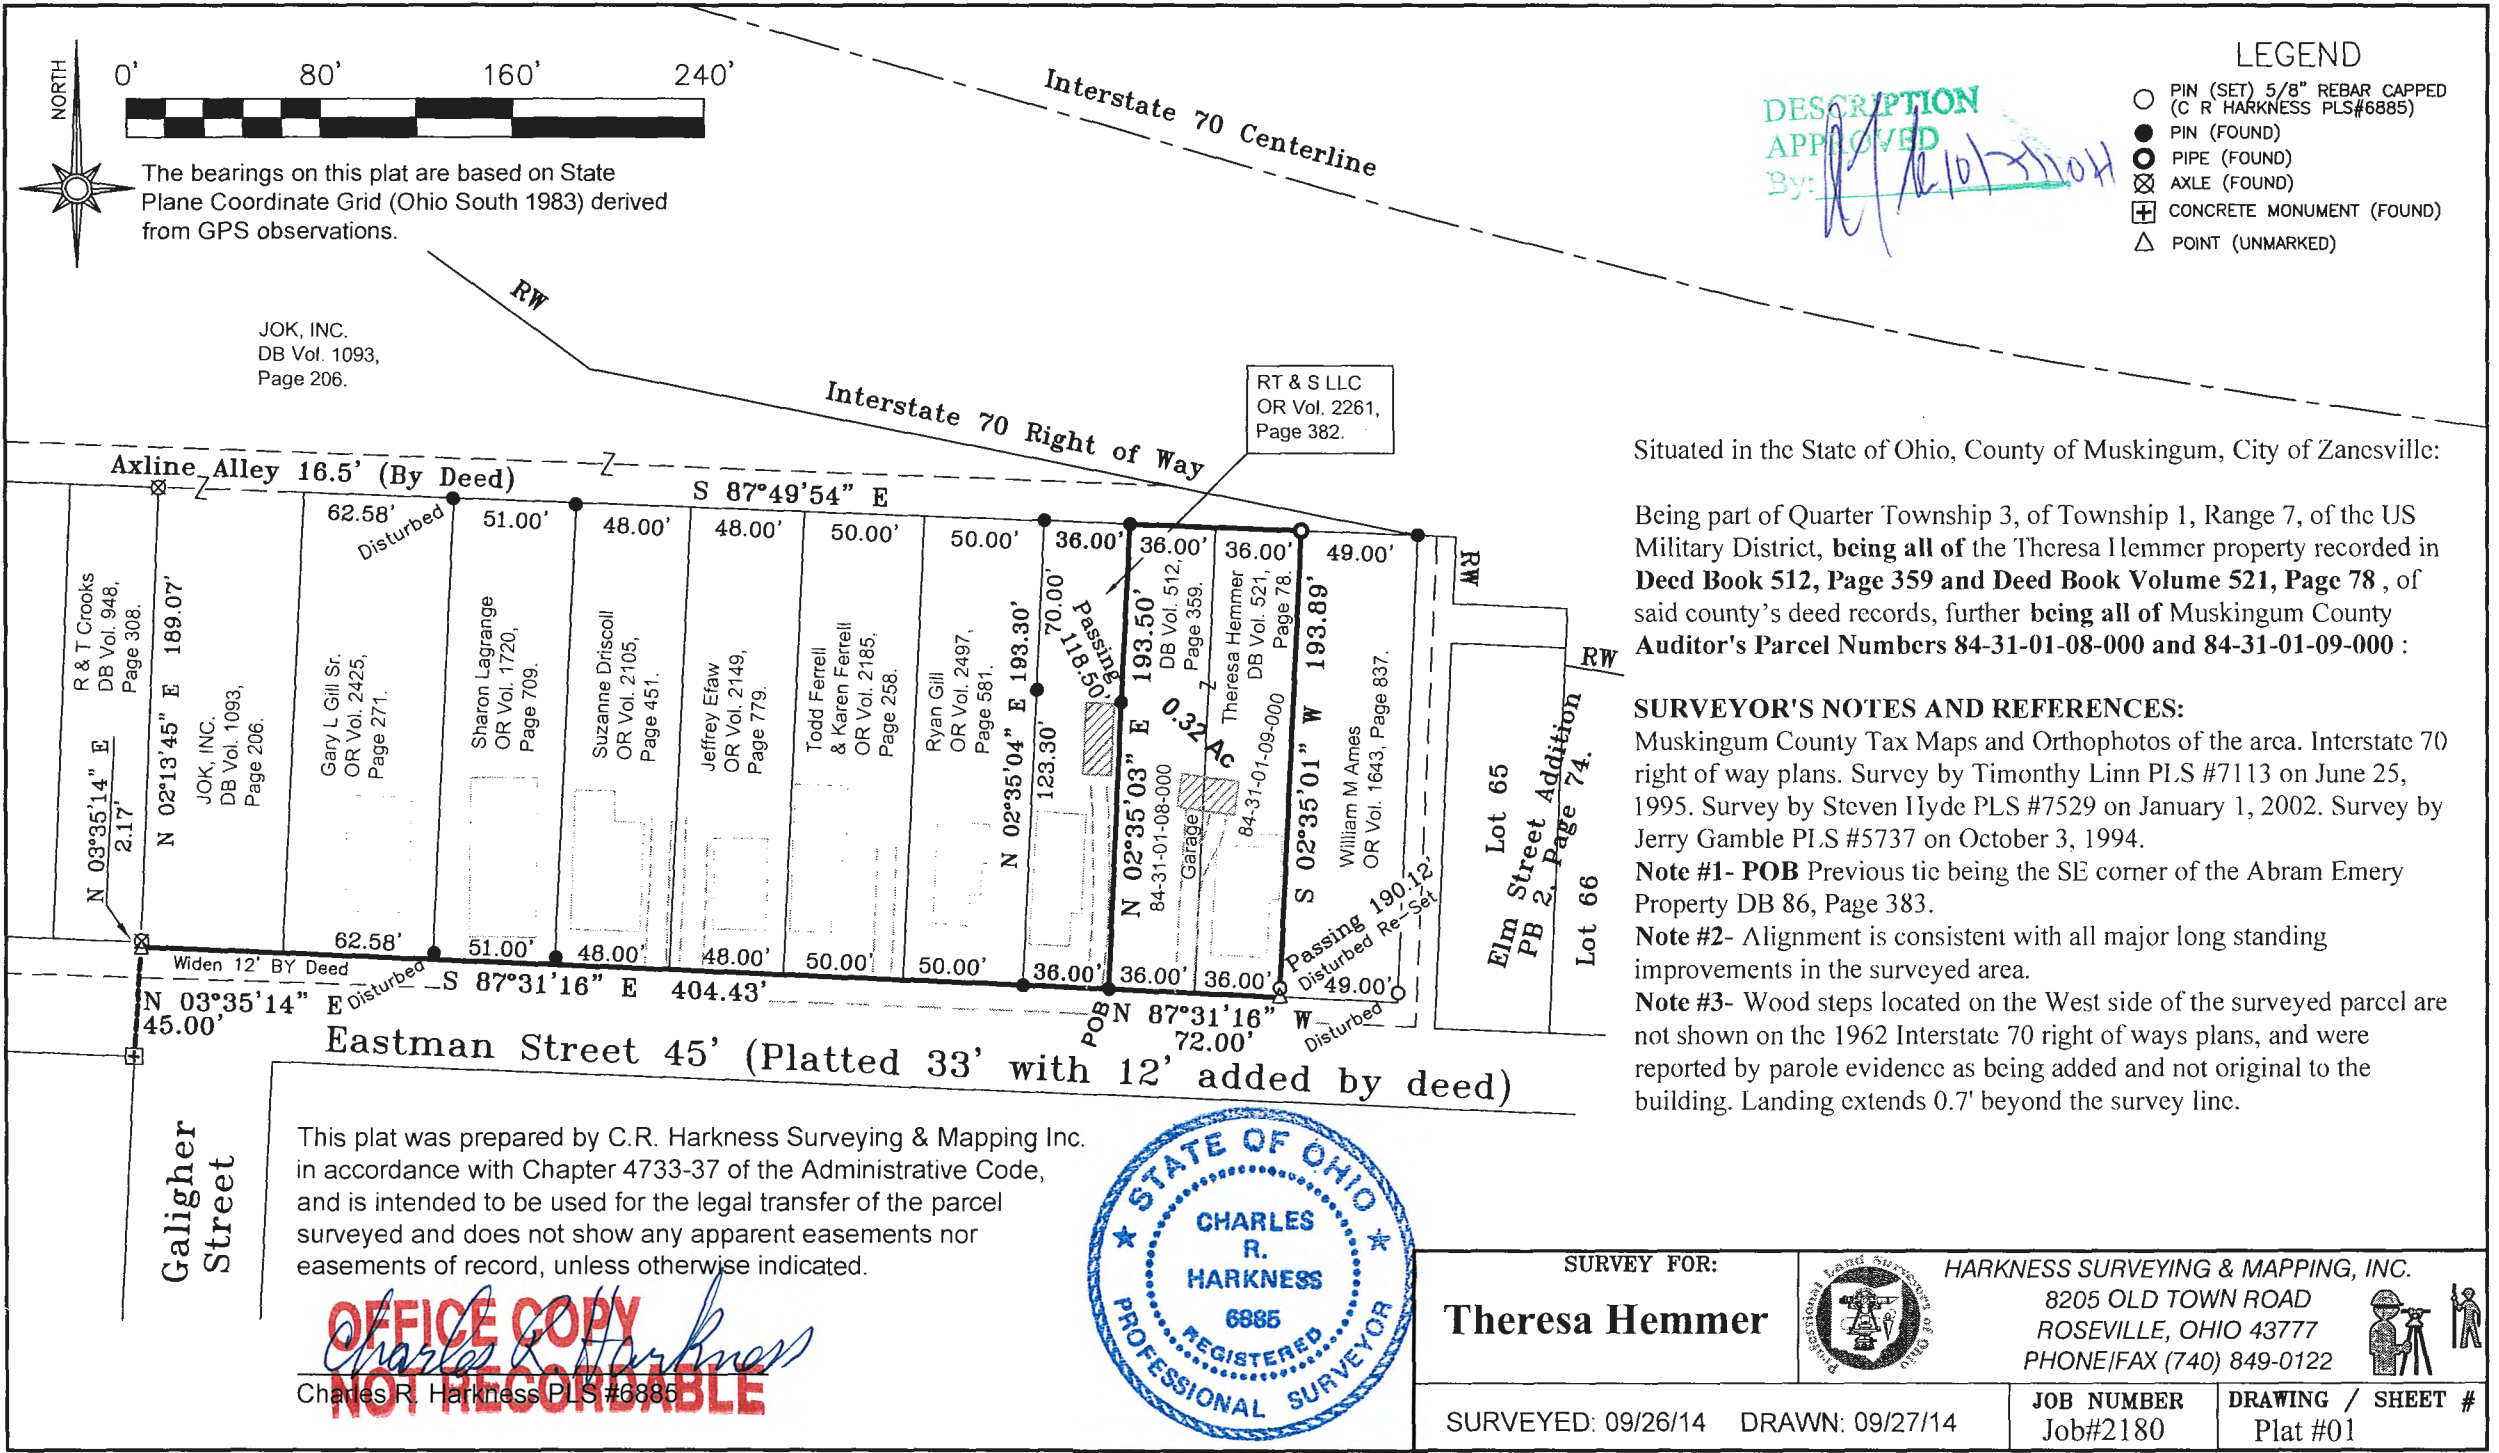 NORTH
0' 80' 160' 240'
The bearings on this plat are based on State
Plane Coordinate Grid (Ohio South 1983) derived
from GPS observations.
Interstate 70 Centerline
DESCRIPTION
APPROVED
By:
LEGEND
PIN (SET) 5/8" REBAR CAPPED
(C R HARKNESS PLS#6885)
PIN (FOUND)
PIPE (FOUND)
AXLE (FOUND)
CONCRETE MONUMENT (FOUND)
POINT (UNMARKED)
RW
JOK, INC.
DB Vol. 1093,
Page 206.
Interstate 70 Right of Way
RT & S LLC
OR Vol. 2261,
Page 382.
Axline Alley 16.5' (By Deed)
S 87°49'54" E
62.58'
Disturbed
51.00'
48.00'
48.00'
50.00'
50.00'
36.00'
36.00'
36.00'
49.00'
RW
RW
R & T Crooks
DB Vol. 948,
Page 308.
N 02°13'45" E 189.07'
JOK, INC.
DB Vol. 1093,
Page 206.
Gary L Gill Sr.
OR Vol. 2425,
Page 271.
Sharon Lagrange
OR Vol. 1720,
Page 709.
Suzanne Driscoll
OR Vol. 2105,
Page 451.
Jeffrey Efaw
OR Vol. 2149,
Page 779.
Todd Ferrell
& Karen Ferrell
OR Vol. 2185,
Page 258.
Ryan Gill
OR Vol. 2497,
Page 581.
N 02°35'04" E 193.30'
70.00'
123.30'
Passing
118.50'
N 02°35'03" E 193.50'
DB Vol. 512,
Page 359.
84-31-01-08-000
0.32 Ac
Garage
Theresa Hemmer
DB Vol. 521,
Page 78.
84-31-01-09-000
S 02°35'01" W 193.89'
William M Ames
OR Vol. 1643, Page 837.
Passing 190.12'
Disturbed Re-Set
Lot 65
Elm Street Addition
PB 2, Page 74.
Lot 66
N 03°35'14" E
2.17'
62.58'
51.00'
48.00'
48.00'
50.00'
50.00'
36.00'
36.00'
36.00'
49.00'
Widen 12' BY Deed
Disturbed
N 03°35'14" E
45.00'
S 87°31'16" E 404.43'
POB
N 87°31'16" W
72.00'
Disturbed
Eastman Street 45' (Platted 33' with 12' added by deed)
Galigher
Street
Situated in the State of Ohio, County of Muskingum, City of Zanesville:
Being part of Quarter Township 3, of Township 1, Range 7, of the US
Military District, being all of the Theresa Hemmer property recorded in
Deed Book 512, Page 359 and Deed Book Volume 521, Page 78 , of
said county's deed records, further being all of Muskingum County
Auditor's Parcel Numbers 84-31-01-08-000 and 84-31-01-09-000 :
SURVEYOR'S NOTES AND REFERENCES:
Muskingum County Tax Maps and Orthophotos of the area. Interstate 70
right of way plans. Survey by Timonthy Linn PLS #7113 on June 25,
1995. Survey by Steven Hyde PLS #7529 on January 1, 2002. Survey by
Jerry Gamble PLS #5737 on October 3, 1994.
Note #1- POB Previous tie being the SE corner of the Abram Emery
Property DB 86, Page 383.
Note #2- Alignment is consistent with all major long standing
improvements in the surveyed area.
Note #3- Wood steps located on the West side of the surveyed parcel are
not shown on the 1962 Interstate 70 right of ways plans, and were
reported by parole evidence as being added and not original to the
building. Landing extends 0.7' beyond the survey line.
This plat was prepared by C.R. Harkness Surveying & Mapping Inc.
in accordance with Chapter 4733-37 of the Administrative Code,
and is intended to be used for the legal transfer of the parcel
surveyed and does not show any apparent easements nor
easements of record, unless otherwise indicated.
OFFICE COPY
Charles R. Harkness
NOT RECORDABLE
Charles R. Harkness PLS #6885
STATE OF OHIO
CHARLES
R.
HARKNESS
6885
REGISTERED
PROFESSIONAL SURVEYOR
SURVEY FOR:
Theresa Hemmer
Professional Land Surveyors of Ohio
HARKNESS SURVEYING & MAPPING, INC.
8205 OLD TOWN ROAD
ROSEVILLE, OHIO 43777
PHONE/FAX (740) 849-0122
SURVEYED: 09/26/14 DRAWN: 09/27/14
JOB NUMBER
Job#2180
DRAWING / SHEET #
Plat #01